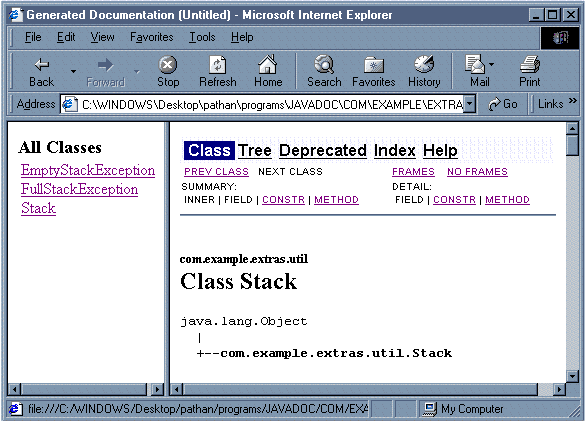 Generated Documentation (Untitled) - Microsoft Internet Explorer
File Edit View Favorites Tools Help
Back Forward Stop Refresh Home Search Favorites History Mail Print
Address C:\WINDOWS\Desktop\pathan\programs\JAVADOC\COM\EXAMPLE\EXTRA Go Links »
All Classes
EmptyStackException
FullStackException
Stack
Class Tree Deprecated Index Help
PREV CLASS NEXT CLASS FRAMES NO FRAMES
SUMMARY: DETAIL:
INNER | FIELD | CONSTR | METHOD FIELD | CONSTR | METHOD
com.example.extras.util
Class Stack
java.lang.Object
|
+--com.example.extras.util.Stack
file:///C:/WINDOWS/Desktop/pathan/programs/JAVADOC/COM/EXA My Computer